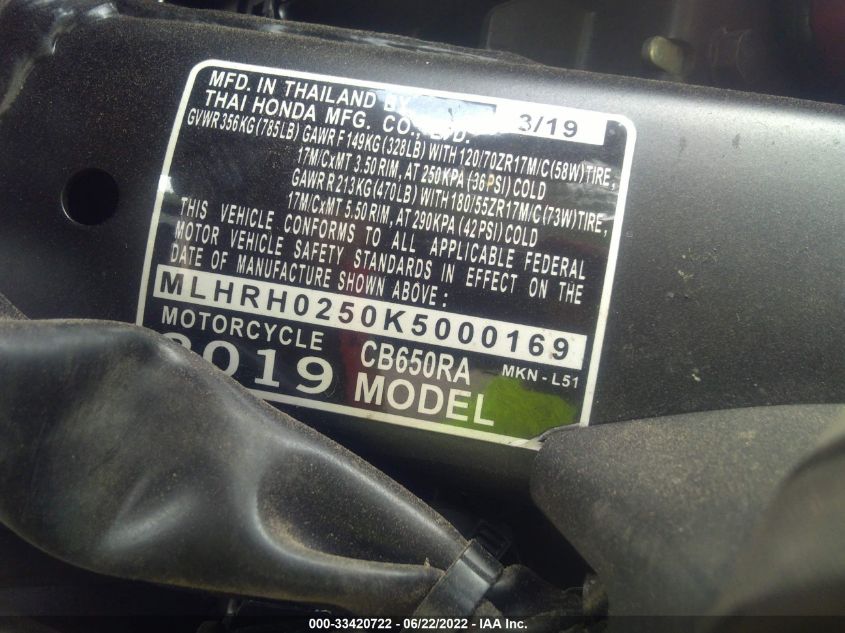 MFD. IN THAILAND BY 3/19
THAI HONDA MFG. CO., LTD.
GVWR 356KG (785LB) GAWR F 149KG (328LB) WITH 120/70ZR17M/C (58W) TIRE,
17M/CxMT 3.50 RIM, AT 250 KPA (36PSI) COLD
GAWR R 213KG (470LB) WITH 180/55ZR17M/C (73W) TIRE,
17M/CxMT 5.50 RIM, AT 290KPA (42PSI) COLD
THIS VEHICLE CONFORMS TO ALL APPLICABLE FEDERAL
MOTOR VEHICLE SAFETY STANDARDS IN EFFECT ON THE
DATE OF MANUFACTURE SHOWN ABOVE:
MLHRH0250K5000169
MOTORCYCLE CB650RA MKN-L51
2019 MODEL
000-33420722 - 06/22/2022 - IAA Inc.